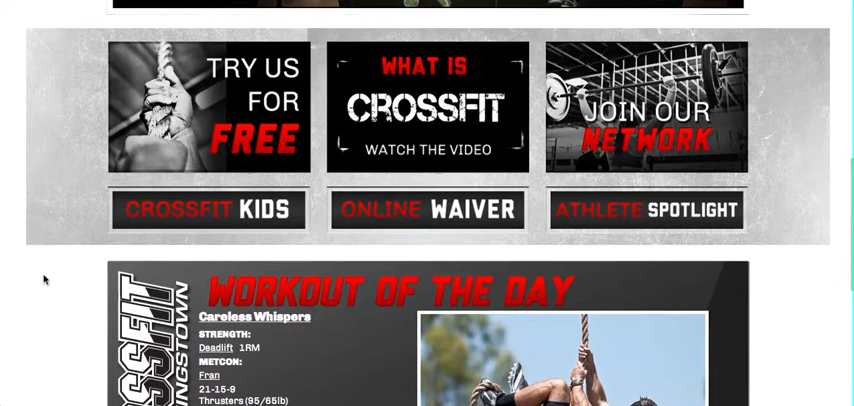 TRY US
FOR
FREE
WHAT IS
CROSSFIT
WATCH THE VIDEO
JOIN OUR
NETWORK
CROSSFIT KIDS
ONLINE WAIVER
ATHLETE SPOTLIGHT
WORKOUT OF THE DAY
Careless Whispers
STRENGTH:
Deadlift 1RM
METCON:
Fran
21-15-9
Thrusters (95/65lb)